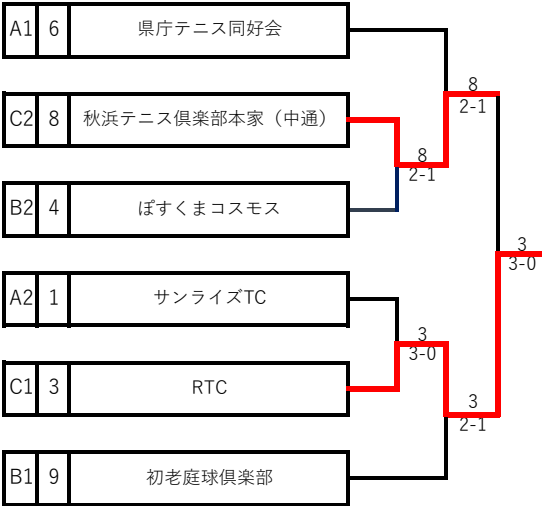 A1 6 県庁テニス同好会
C2 8 秋浜テニス倶楽部本家（中通）
B2 4 ぽすくまコスモス
A2 1 サンライズTC
C1 3 RTC
B1 9 初老庭球倶楽部
8
2-1
8
2-1
3
3-0
3
2-1
3
3-0